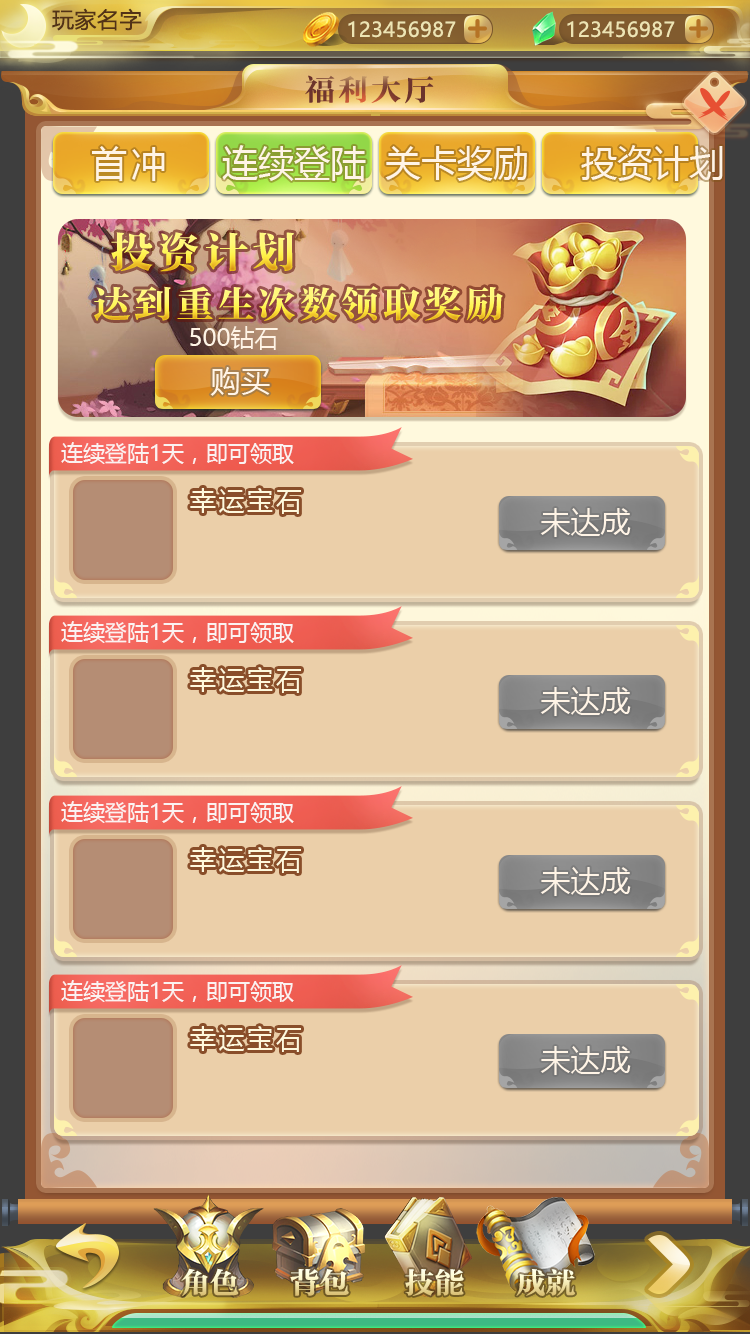 玩家名字
123456987
123456987
福利大厅
首冲
连续登陆
关卡奖励
投资计划
投资计划
达到重生次数领取奖励
500钻石
购买
连续登陆1天，即可领取
幸运宝石
未达成
连续登陆1天，即可领取
幸运宝石
未达成
连续登陆1天，即可领取
幸运宝石
未达成
连续登陆1天，即可领取
幸运宝石
未达成
角色
背包
技能
成就